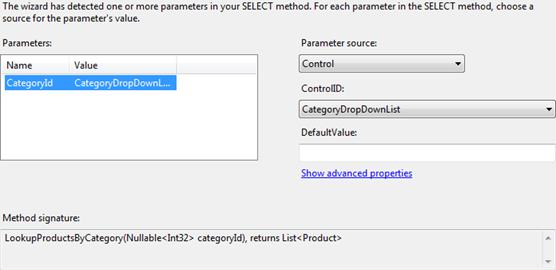 The wizard has detected one or more parameters in your SELECT method. For each parameter in the SELECT method, choose a
source for the parameter's value.
Parameters:
Name Value
CategoryId CategoryDropDownL...
Parameter source:
Control
ControlID:
CategoryDropDownList
DefaultValue:
Show advanced properties
Method signature:
LookupProductsByCategory(Nullable<Int32> categoryId), returns List<Product>